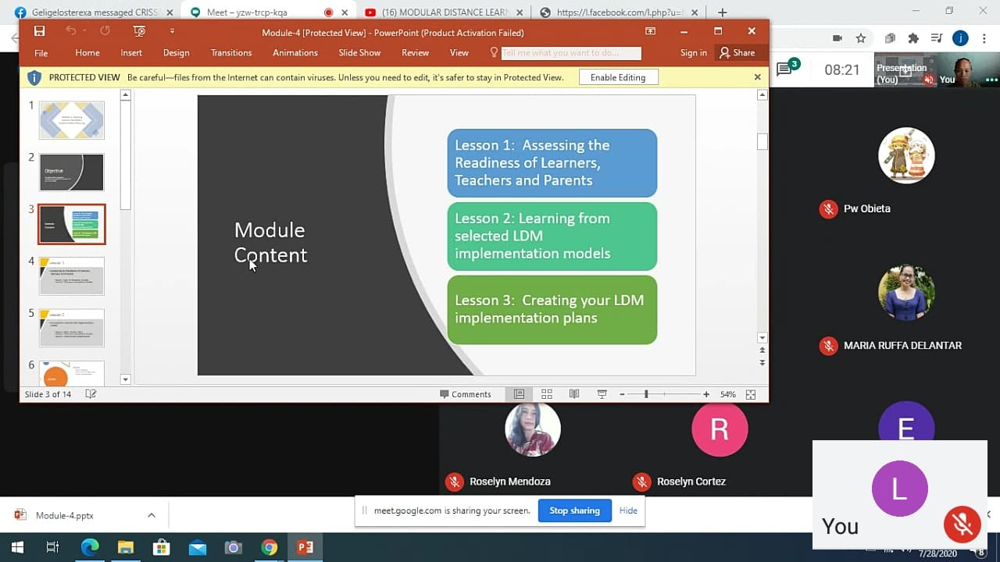 Geligelosterexa messaged CRISS
Meet – yzw-trcp-kqa
(16) MODULAR DISTANCE LEARN
https://l.facebook.com/l.php?u=
Module-4 [Protected View] - PowerPoint (Product Activation Failed)
File Home Insert Design Transitions Animations Slide Show Review View Tell me what you want to do... Sign in Share
PROTECTED VIEW Be careful—files from the Internet can contain viruses. Unless you need to edit, it's safer to stay in Protected View. Enable Editing
j
3
08:21
Presentation
(You)
You
1
2
Objective
3
4
Lesson 1
5
Lesson 2
6
Module
Content
Lesson 1: Assessing the
Readiness of Learners,
Teachers and Parents
Lesson 2: Learning from
selected LDM
implementation models
Lesson 3: Creating your LDM
implementation plans
Slide 3 of 14
Comments
54%
Pw Obieta
MARIA RUFFA DELANTAR
R
E
Roselyn Mendoza
Roselyn Cortez
L
You
Module-4.pptx
meet.google.com is sharing your screen. Stop sharing Hide
7/28/2020
8